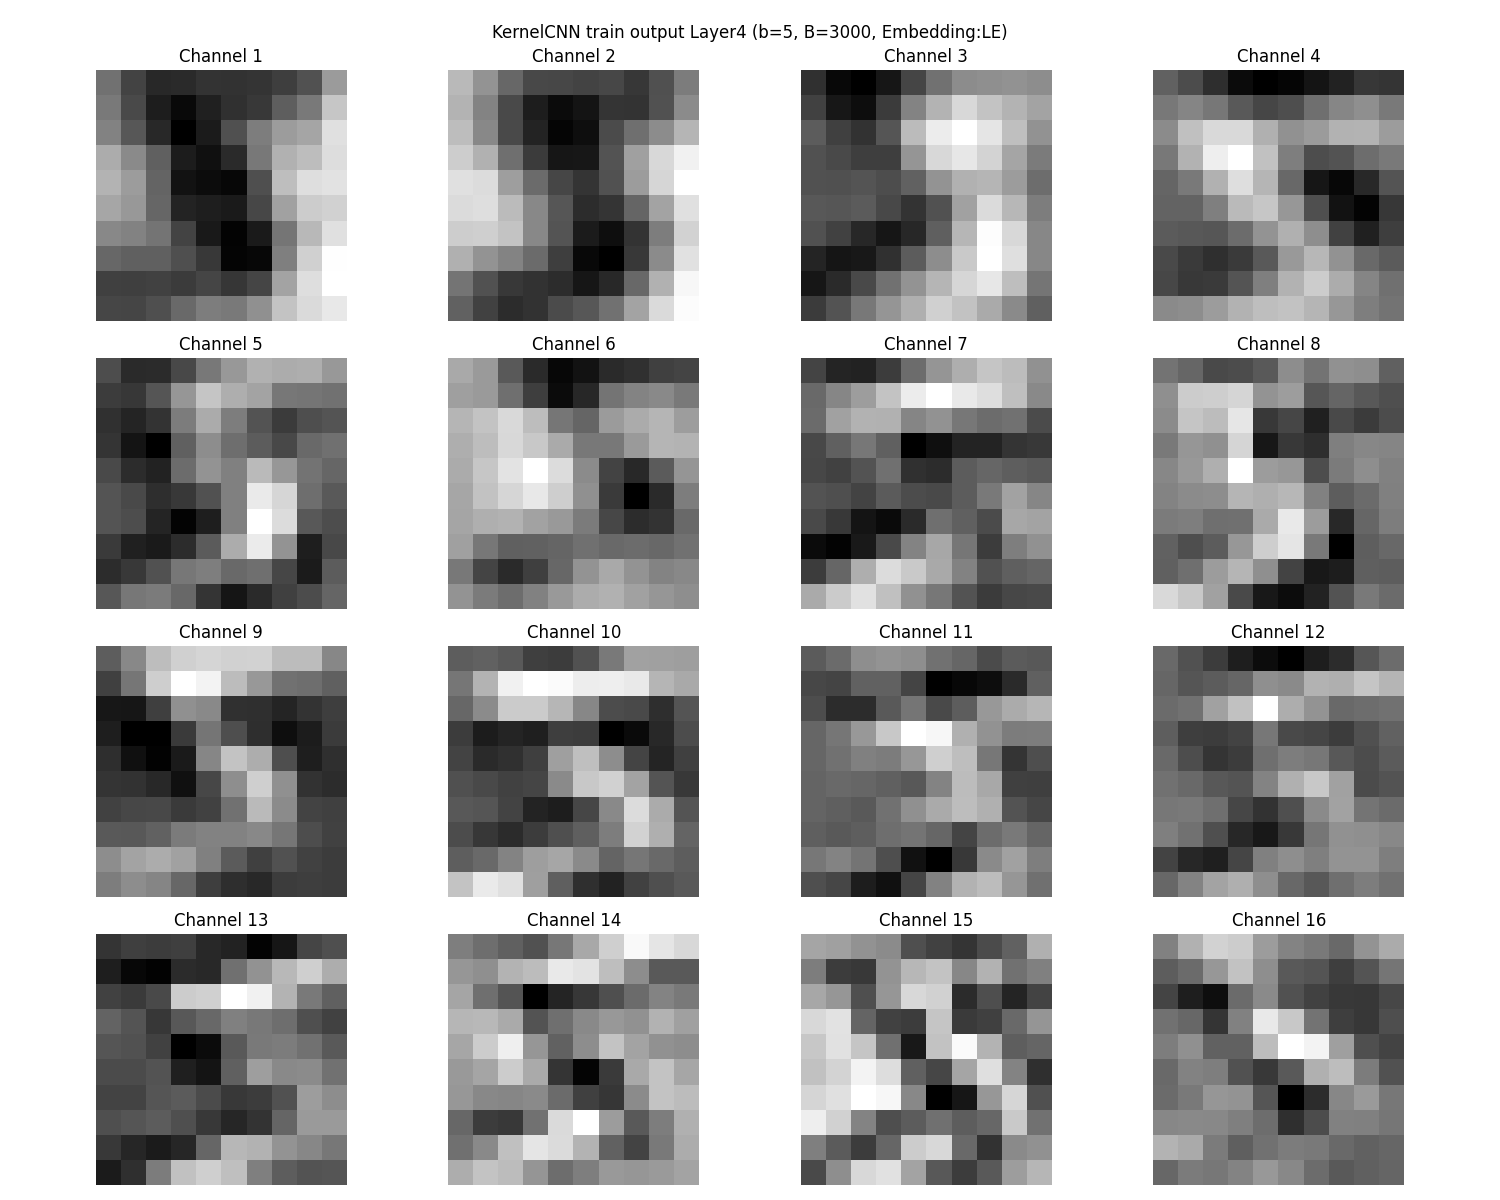 KernelCNN train output Layer4 (b=5, B=3000, Embedding:LE)
Channel 1
Channel 2
Channel 3
Channel 4
Channel 5
Channel 6
Channel 7
Channel 8
Channel 9
Channel 10
Channel 11
Channel 12
Channel 13
Channel 14
Channel 15
Channel 16